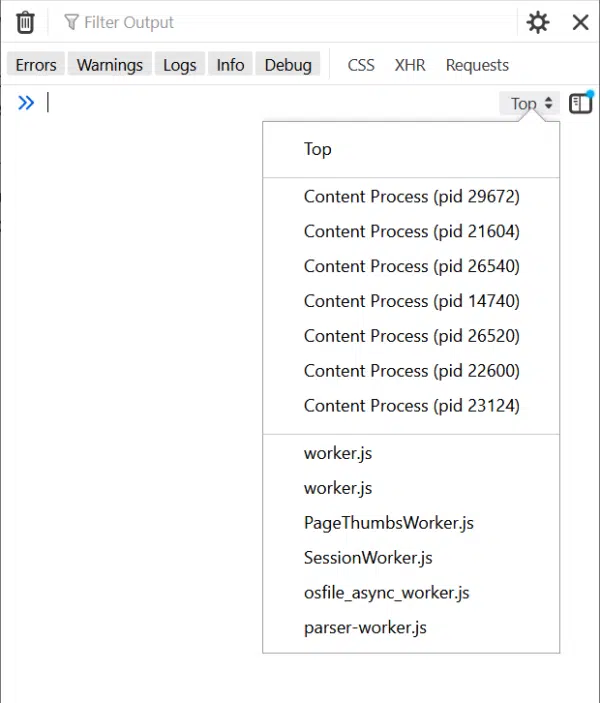 Filter Output
Errors Warnings Logs Info Debug CSS XHR Requests
Top
Top
Content Process (pid 29672)
Content Process (pid 21604)
Content Process (pid 26540)
Content Process (pid 14740)
Content Process (pid 26520)
Content Process (pid 22600)
Content Process (pid 23124)
worker.js
worker.js
PageThumbsWorker.js
SessionWorker.js
osfile_async_worker.js
parser-worker.js